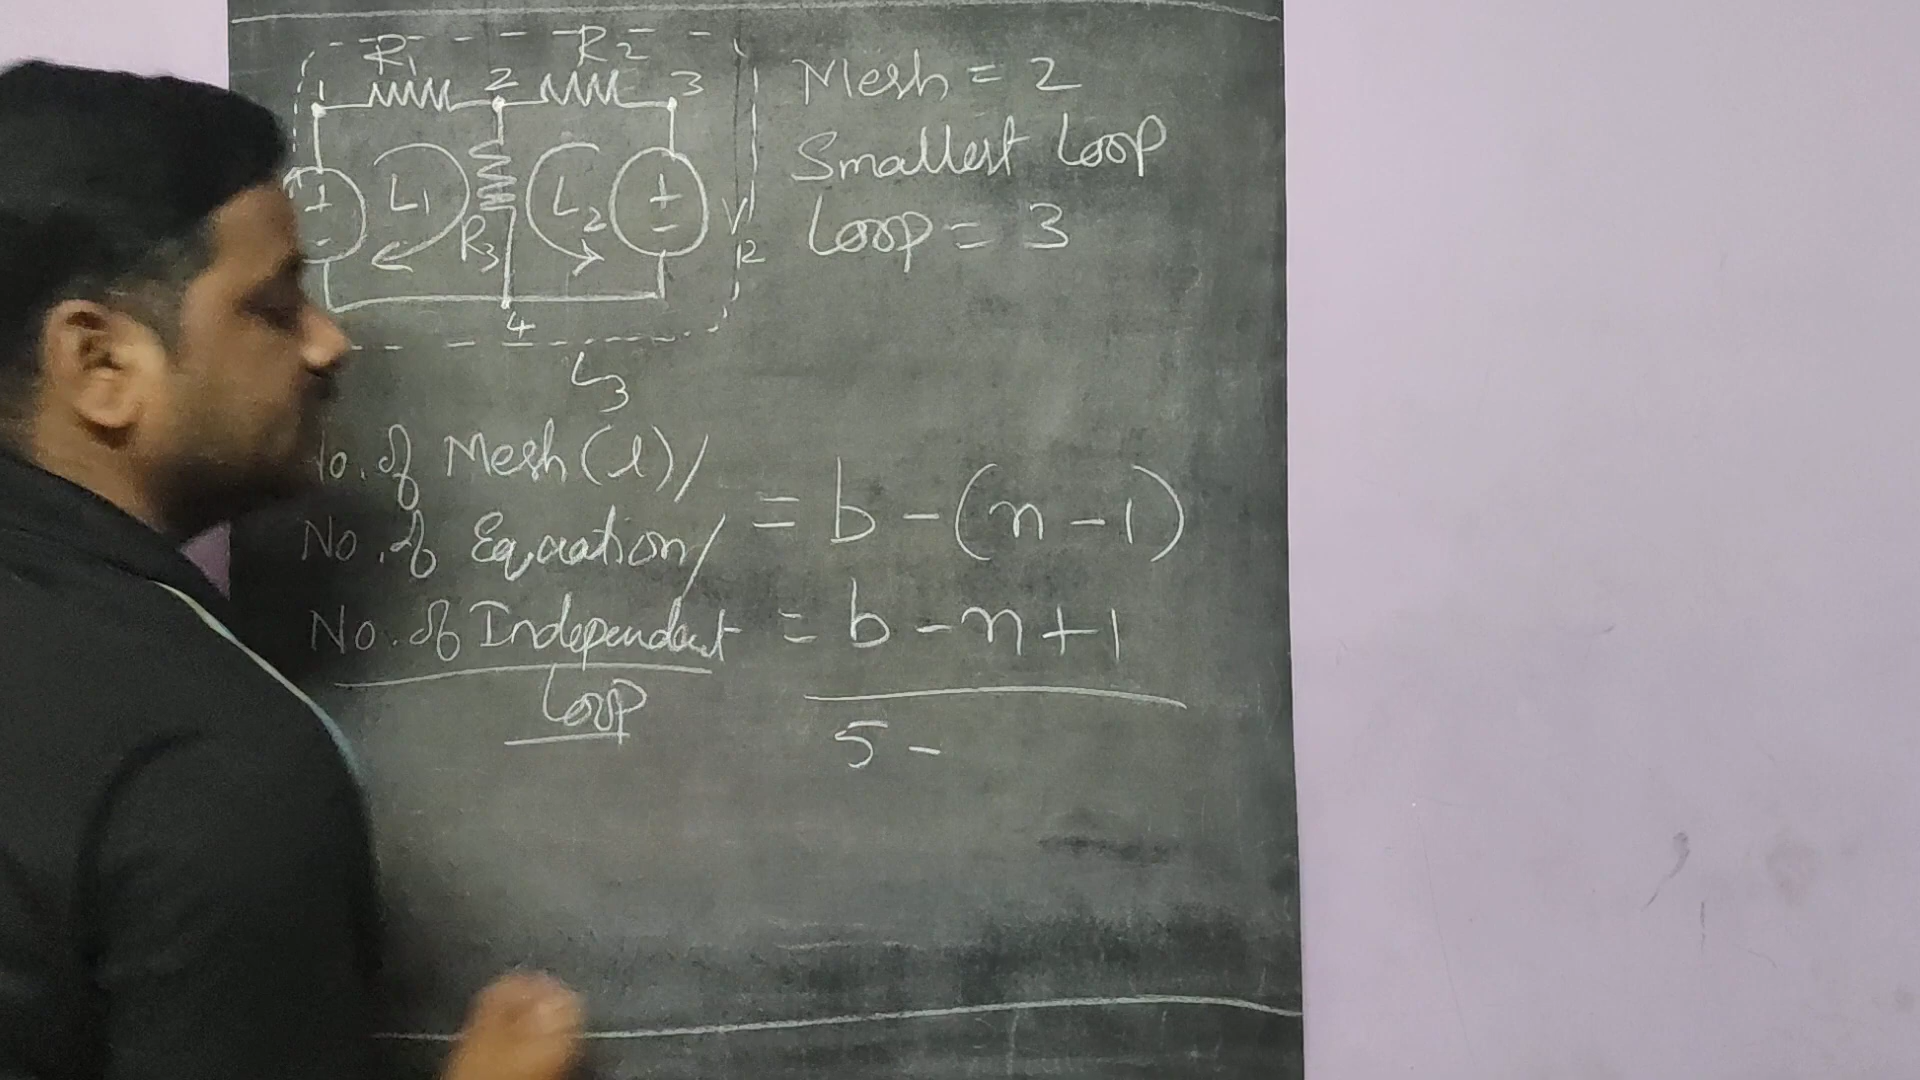 R1 R2
1 2 3
+ - L1 R3 L2 + - V2
4
L3
Mesh = 2
Smallest Loop
Loop = 3
No. of Mesh (l) /
No. of Equation /
No. of Independent
Loop
= b - (n - 1)
= b - n + 1
5 -